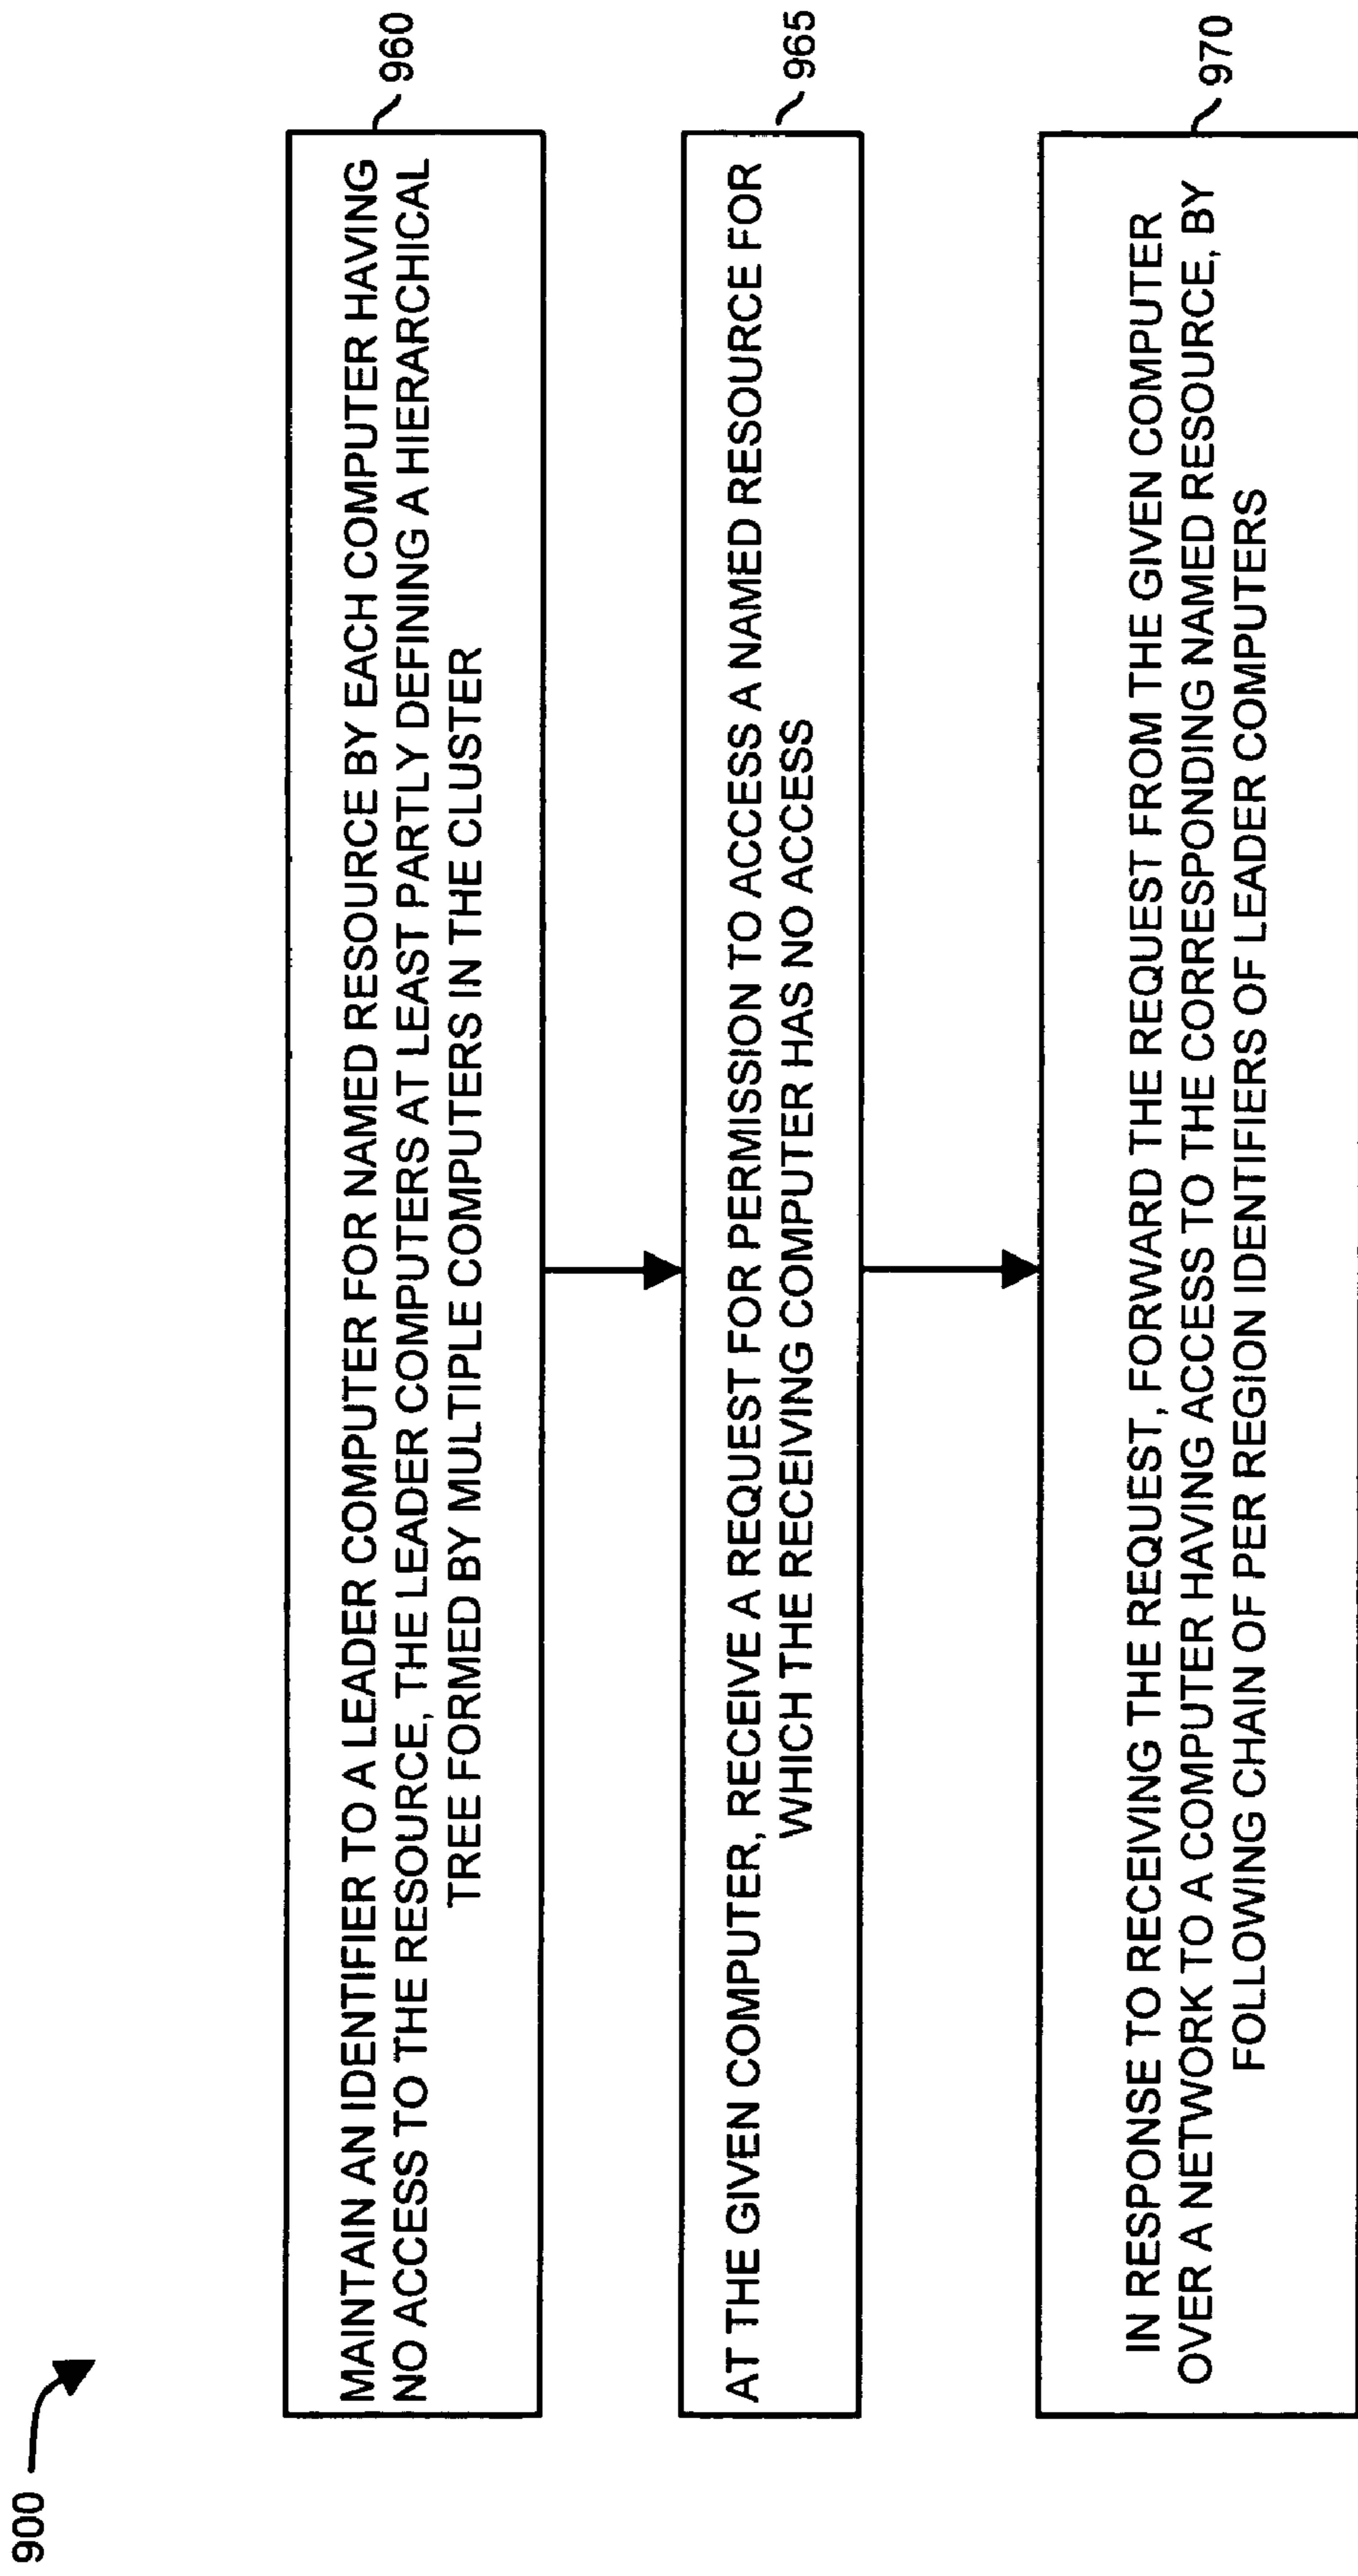 900
MAINTAIN AN IDENTIFIER TO A LEADER COMPUTER FOR NAMED RESOURCE BY EACH COMPUTER HAVING
NO ACCESS TO THE RESOURCE, THE LEADER COMPUTERS AT LEAST PARTLY DEFINING A HIERARCHICAL
TREE FORMED BY MULTIPLE COMPUTERS IN THE CLUSTER
960
AT THE GIVEN COMPUTER, RECEIVE A REQUEST FOR PERMISSION TO ACCESS A NAMED RESOURCE FOR
WHICH THE RECEIVING COMPUTER HAS NO ACCESS
965
IN RESPONSE TO RECEIVING THE REQUEST, FORWARD THE REQUEST FROM THE GIVEN COMPUTER
OVER A NETWORK TO A COMPUTER HAVING ACCESS TO THE CORRESPONDING NAMED RESOURCE, BY
FOLLOWING CHAIN OF PER REGION IDENTIFIERS OF LEADER COMPUTERS
970